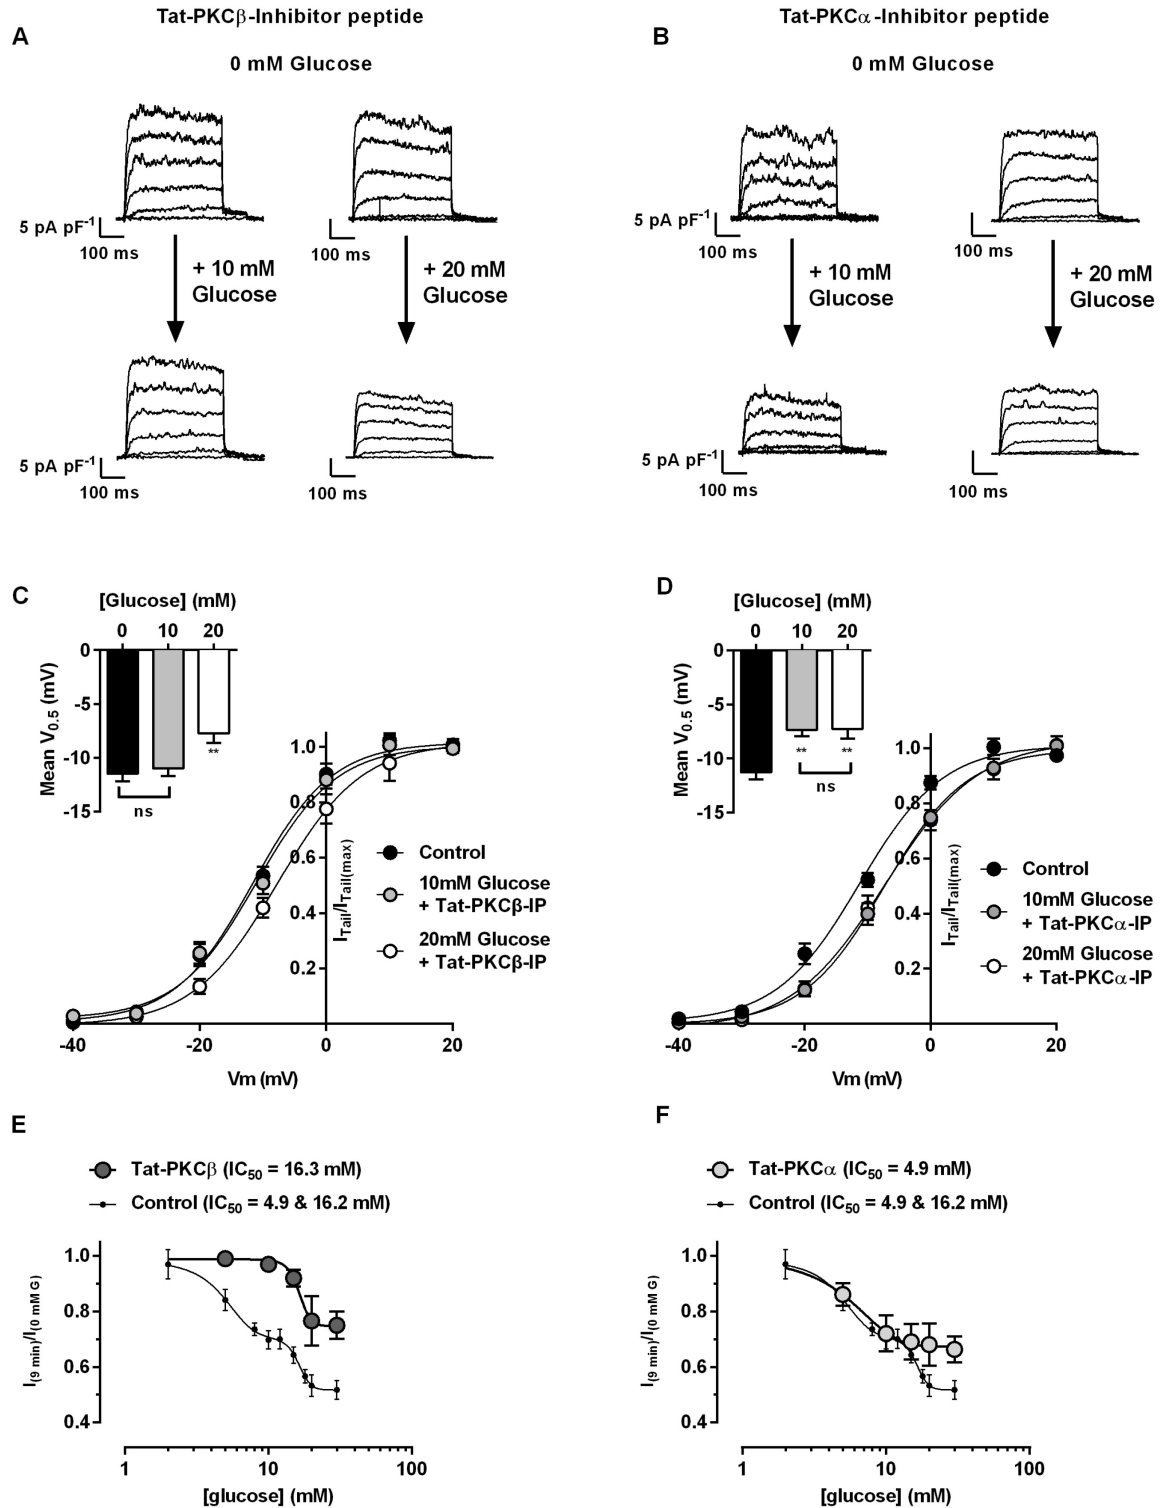 Tat-PKCβ-Inhibitor peptide
A
0 mM Glucose
5 pA pF-1
100 ms
100 ms
+ 10 mM
Glucose
+ 20 mM
Glucose
5 pA pF-1
100 ms
100 ms
Tat-PKCα-Inhibitor peptide
B
0 mM Glucose
5 pA pF-1
100 ms
100 ms
+ 10 mM
Glucose
+ 20 mM
Glucose
5 pA pF-1
100 ms
100 ms
C
[Glucose] (mM)
0 10 20
Mean V0.5 (mV)
0
-5
-10
-15
**
ns
1.0
0.8
0.6
0.4
0.2
ITail/ITail(max)
Control
10mM Glucose
+ Tat-PKCβ-IP
20mM Glucose
+ Tat-PKCβ-IP
-40 -20 0 20
Vm (mV)
D
[Glucose] (mM)
0 10 20
Mean V0.5 (mV)
0
-5
-10
-15
** **
ns
1.0
0.8
0.6
0.4
0.2
ITail/ITail(max)
Control
10mM Glucose
+ Tat-PKCα-IP
20mM Glucose
+ Tat-PKCα-IP
-40 -20 0 20
Vm (mV)
E
Tat-PKCβ (IC50 = 16.3 mM)
Control (IC50 = 4.9 & 16.2 mM)
I(9 min)/I(0 mM G)
1.0
0.8
0.6
0.4
1 10 100
[glucose] (mM)
F
Tat-PKCα (IC50 = 4.9 mM)
Control (IC50 = 4.9 & 16.2 mM)
I(9 min)/I(0 mM G)
1.0
0.8
0.6
0.4
1 10 100
[glucose] (mM)